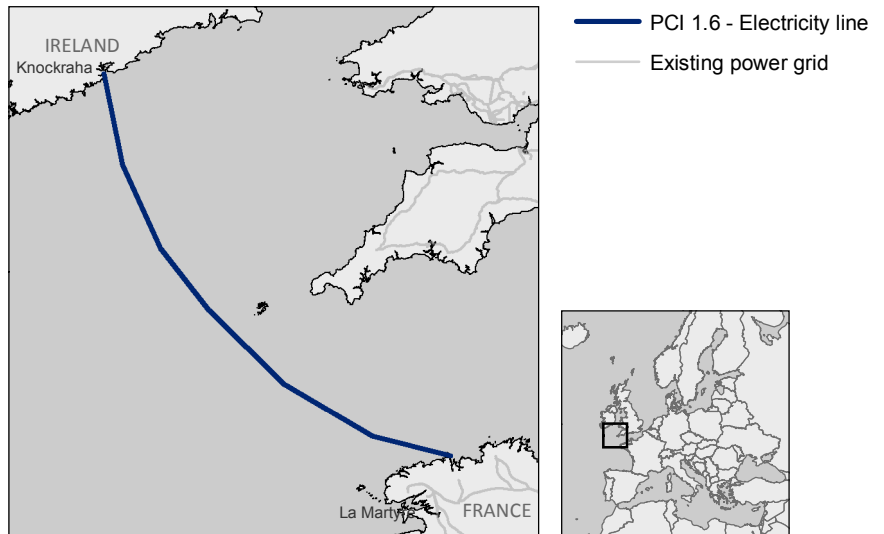 IRELAND
Knockraha
La Martyre
FRANCE
PCI 1.6 - Electricity line
Existing power grid